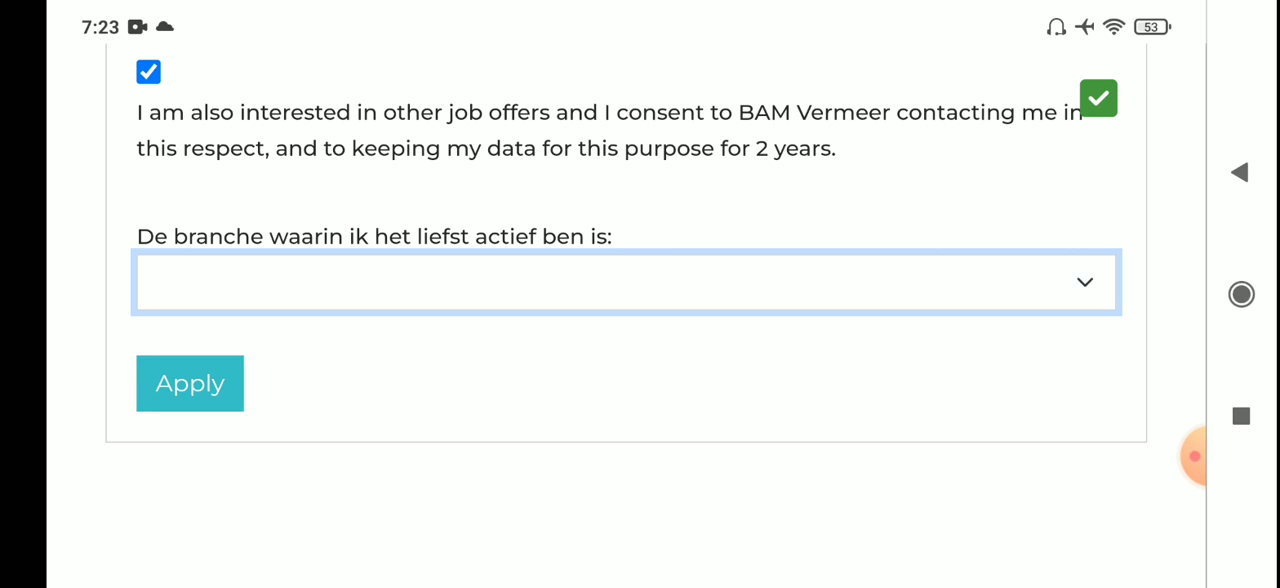 7:23
53
I am also interested in other job offers and I consent to BAM Vermeer contacting me in
this respect, and to keeping my data for this purpose for 2 years.
De branche waarin ik het liefst actief ben is:
Apply